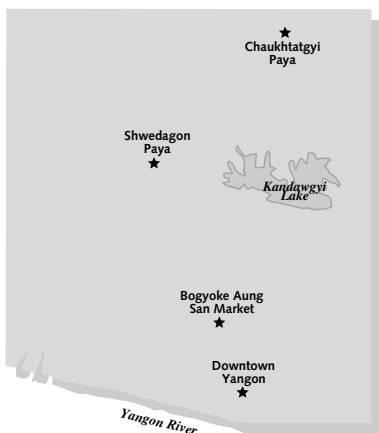 Chaukhtatgyi
Paya
Shwedagon
Paya
Kandawgyi
Lake
Bogyoke Aung
San Market
Downtown
Yangon
Yangon River